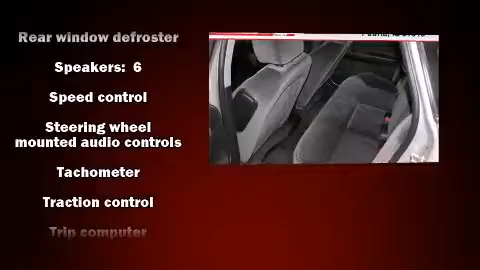 Rear window defroster
Speakers: 6
Speed control
Steering wheel
mounted audio controls
Tachometer
Traction control
Trip computer